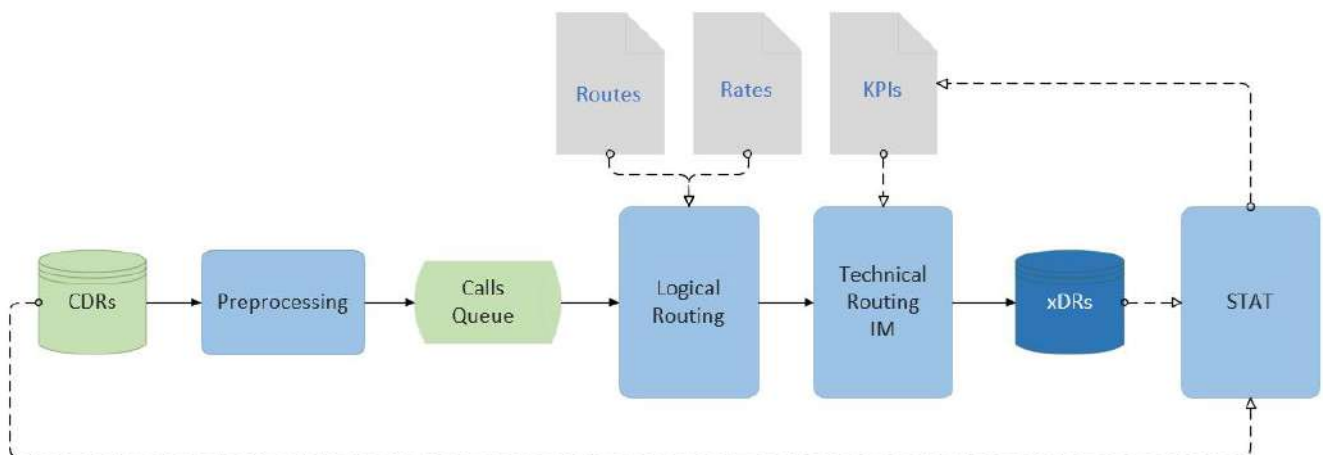 Routes
Rates
KPIs
CDRs
Preprocessing
Calls
Queue
Logical
Routing
Technical
Routing
IM
xDRs
STAT